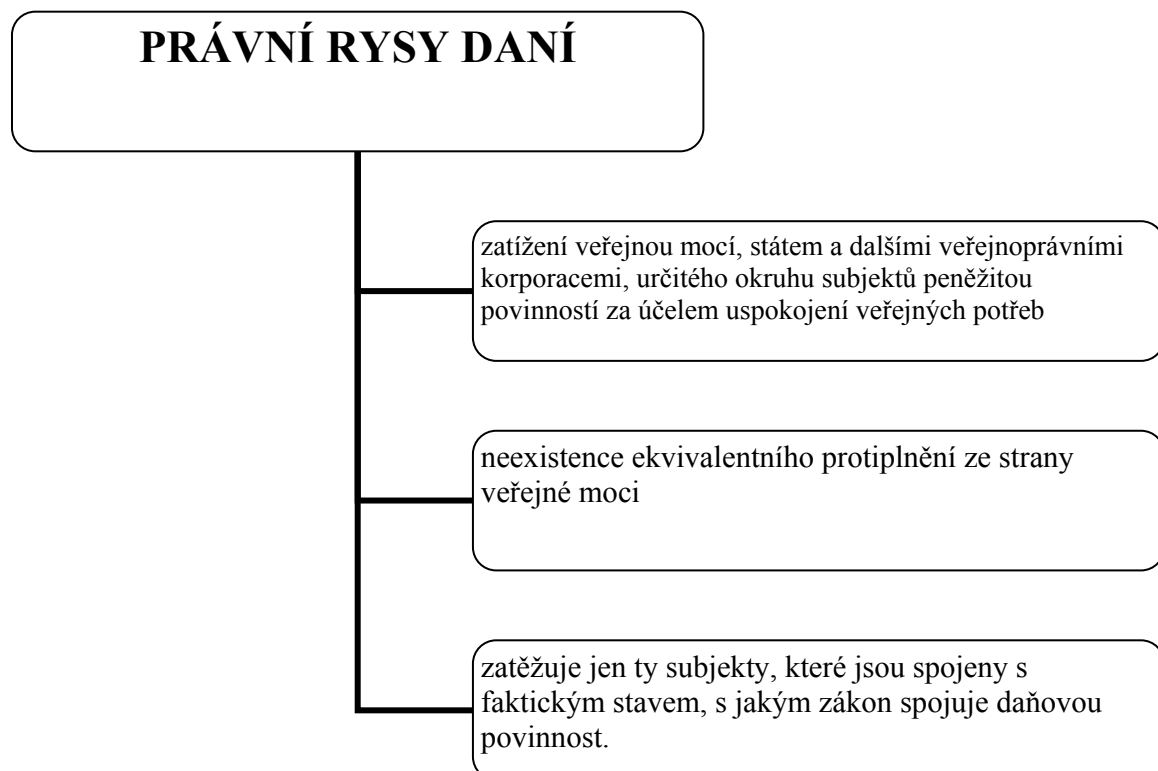 PRÁVNÍ RYSY DANÍ
zatížení veřejnou mocí, státem a dalšími veřejnoprávními
korporacemi, určitého okruhu subjektů peněžitou
povinností za účelem uspokojení veřejných potřeb
neexistence ekvivalentního protiplnění ze strany
veřejné moci
zatěžuje jen ty subjekty, které jsou spojeny s
faktickým stavem, s jakým zákon spojuje daňovou
povinnost.